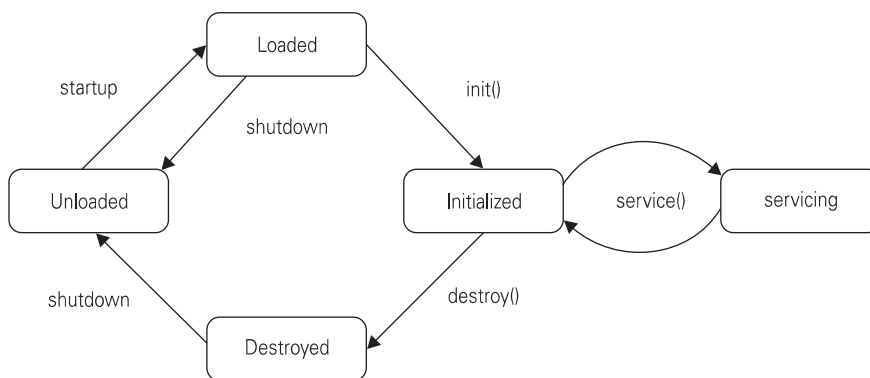 Loaded
startup
init()
shutdown
Unloaded
Initialized
service()
servicing
shutdown
destroy()
Destroyed